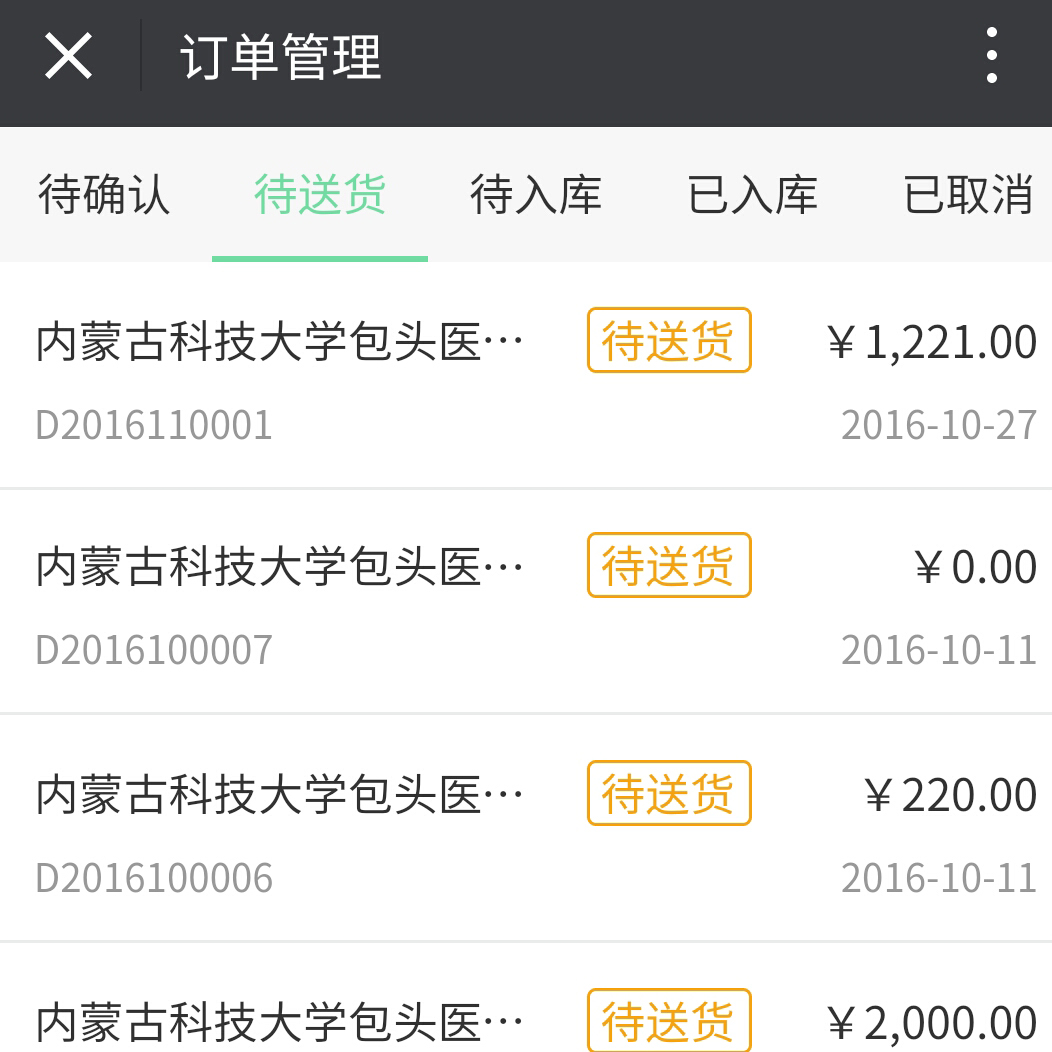 订单管理
待确认 待送货 待入库 已入库 已取消
内蒙古科技大学包头医… 待送货 ￥1,221.00
D2016110001 2016-10-27
内蒙古科技大学包头医… 待送货 ￥0.00
D2016100007 2016-10-11
内蒙古科技大学包头医… 待送货 ￥220.00
D2016100006 2016-10-11
内蒙古科技大学包头医… 待送货 ￥2,000.00